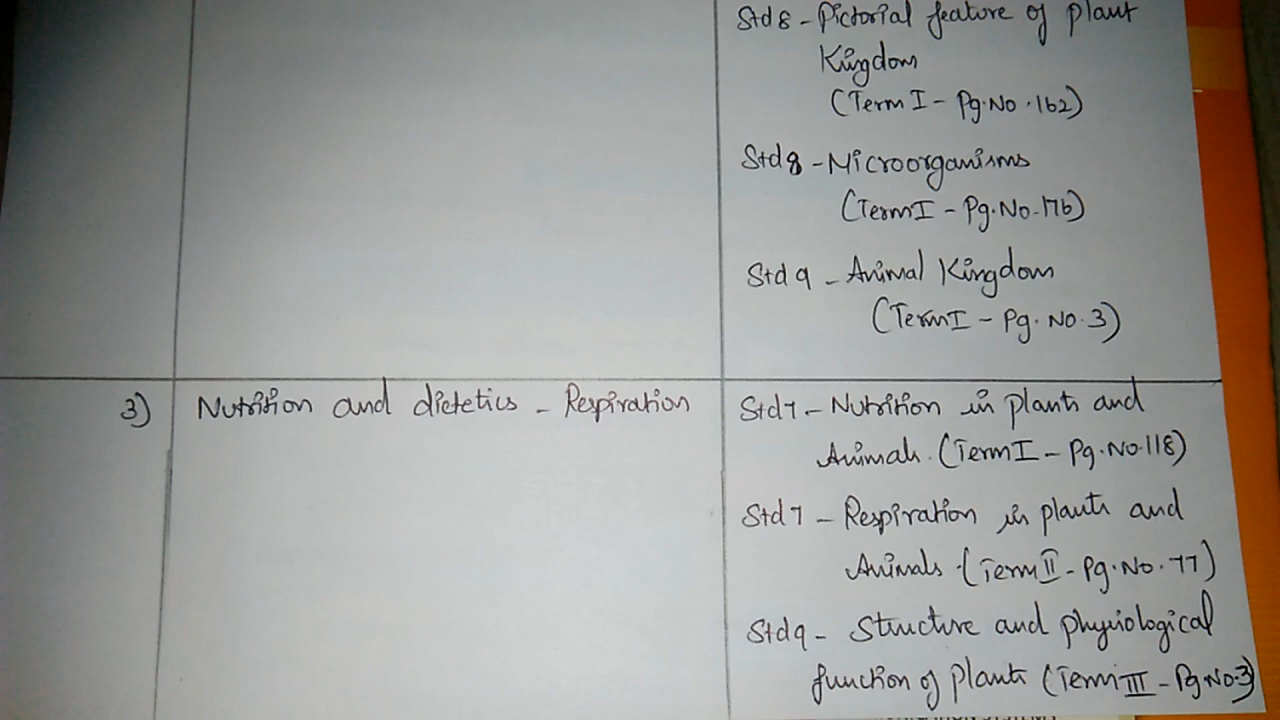 Std 8 - Pictorial feature of plant
Kingdom
(Term I - Pg.No.162)
Std 8 - Microorganisms
(Term I - Pg.No.176)
Std 9 - Animal Kingdom
(Term I - Pg. No. 3)
3) Nutrition and dietetics - Respiration
Std 7 - Nutrition in plants and
Animals. (Term I - Pg.No.118)
Std 7 - Respiration in plants and
Animals. (Term II - Pg.No.77)
Std 9 - Structure and physiological
function of plants (Term III - Pg No.3)